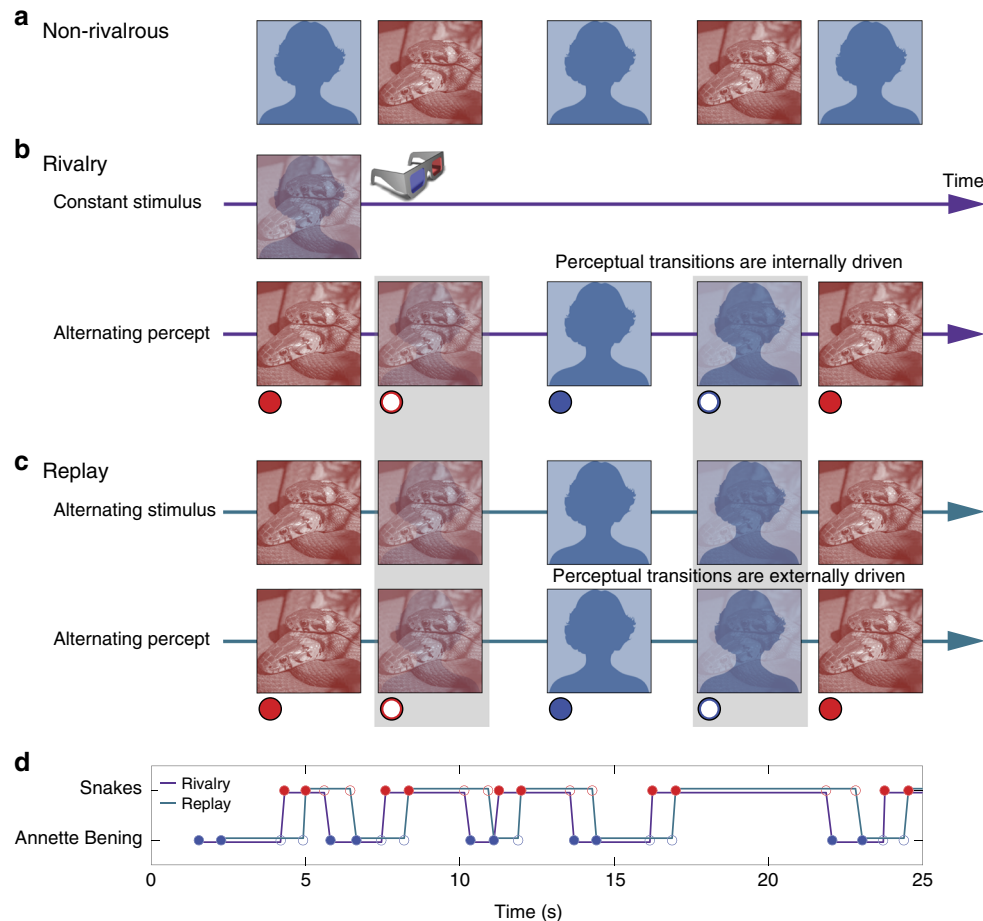 a
Non-rivalrous
b
Rivalry
Constant stimulus
Time
Perceptual transitions are internally driven
Alternating percept
c
Replay
Alternating stimulus
Perceptual transitions are externally driven
Alternating percept
d
Snakes
Rivalry
Replay
Annette Bening
0 5 10 15 20 25
Time (s)